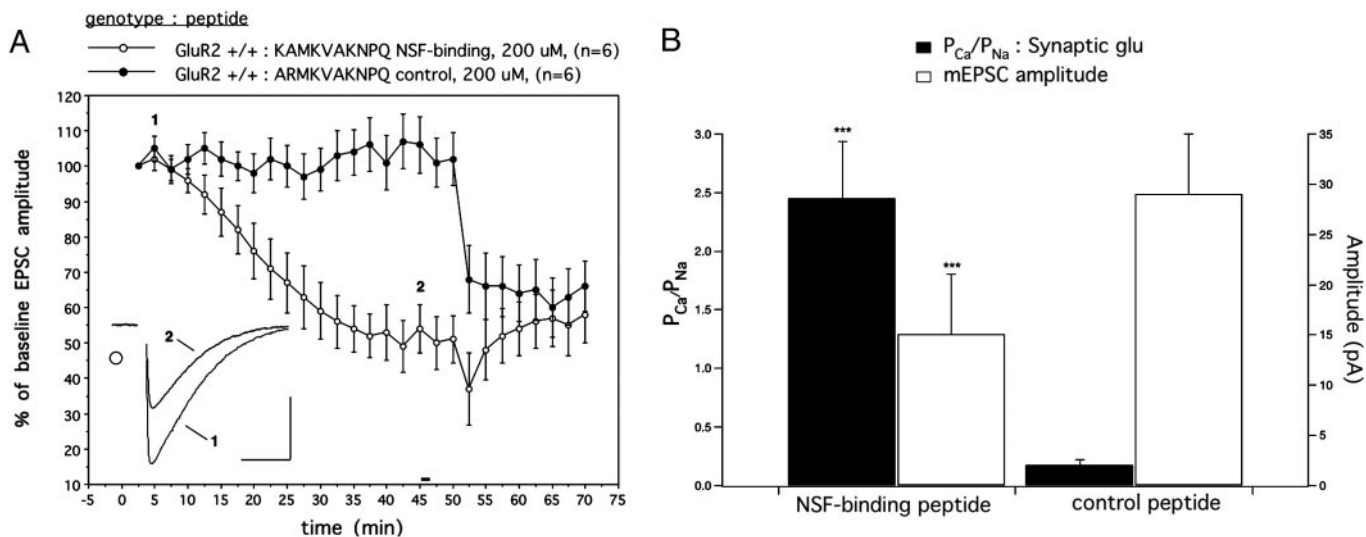 genotype : peptide
A
GluR2 +/+ : KAMKVAKNPQ NSF-binding, 200 uM, (n=6)
GluR2 +/+ : ARMKVAKNPQ control, 200 uM, (n=6)
% of baseline EPSC amplitude
120
110
100
90
80
70
60
50
40
30
20
10
1
2
2
1
-5 0 5 10 15 20 25 30 35 40 45 50 55 60 65 70 75
time (min)
B
PCa/PNa : Synaptic glu
mEPSC amplitude
PCa/PNa
3.0
2.5
2.0
1.5
1.0
0.5
0.0
***
***
35
30
25
20
15
10
5
0
Amplitude (pA)
NSF-binding peptide control peptide